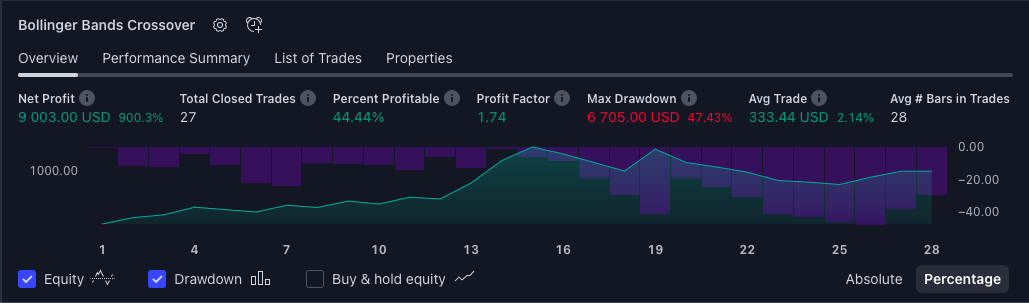 Bollinger Bands Crossover
Overview Performance Summary List of Trades Properties
Net Profit Total Closed Trades Percent Profitable Profit Factor Max Drawdown Avg Trade Avg # Bars in Trades
9 003.00 USD 900.3% 27 44.44% 1.74 6 705.00 USD 47.43% 333.44 USD 2.14% 28
0.00
1000.00
−20.00
−40.00
1 4 7 10 13 16 19 22 25 28
Equity Drawdown Buy & hold equity Absolute Percentage